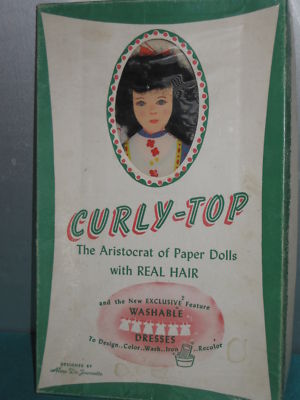 CURLY-TOP
The Aristocrat of Paper Dolls
with REAL HAIR
and the New EXCLUSIVE Feature
WASHABLE
DRESSES
To Design..Color..Wash..Iron ..Recolor
DESIGNED BY